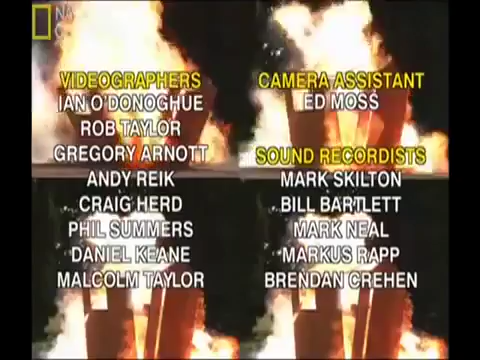 VIDEOGRAPHERS
IAN O'DONOGHUE
ROB TAYLOR
GREGORY ARNOTT
ANDY REIK
CRAIG HERD
PHIL SUMMERS
DANIEL KEANE
MALCOLM TAYLOR
CAMERA ASSISTANT
ED MOSS
SOUND RECORDISTS
MARK SKILTON
BILL BARTLETT
MARK NEAL
MARKUS RAPP
BRENDAN CREHEN